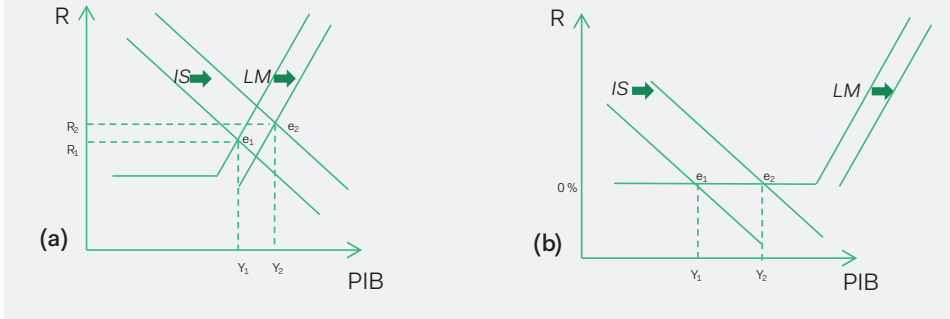 R
IS
LM
R₂
R₁
e₁
e₂
(a)
Y₁
Y₂
PIB
R
IS
LM
0 %
e₁
e₂
(b)
Y₁
Y₂
PIB